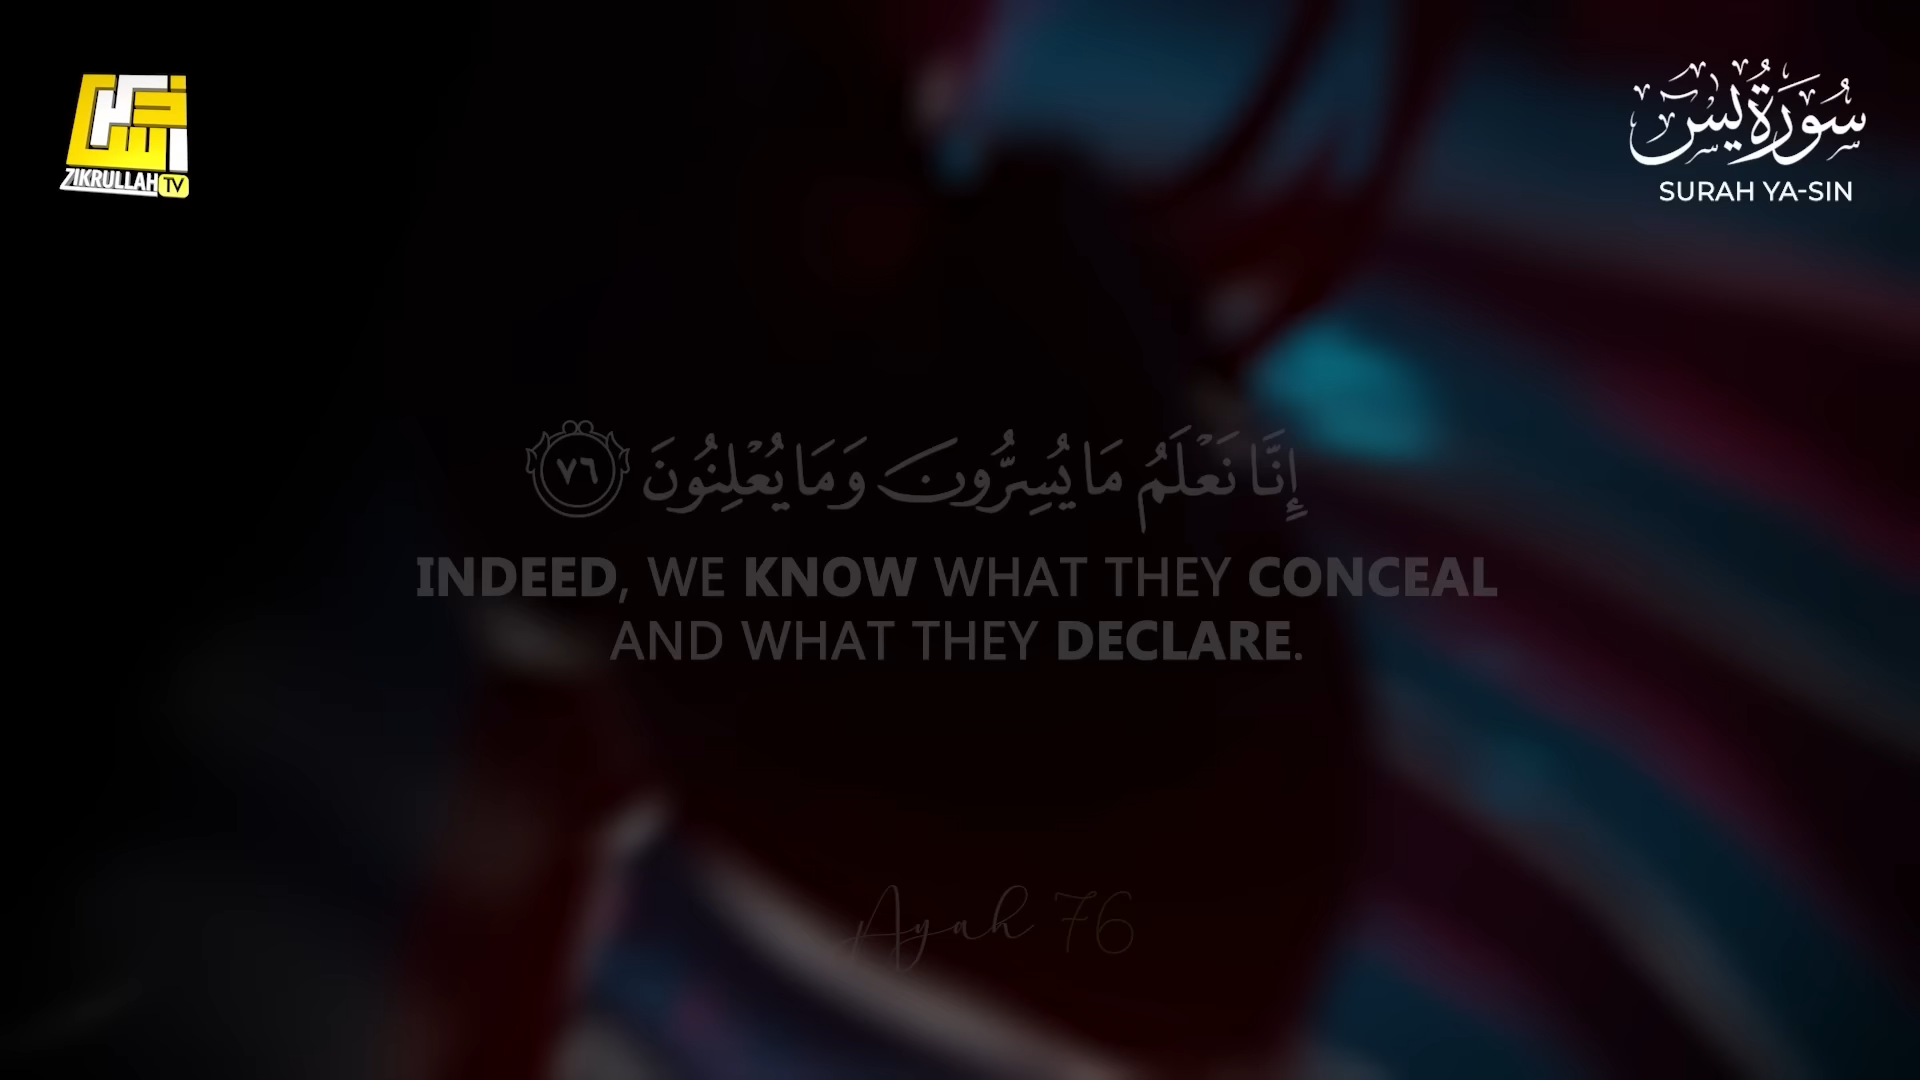 ZIKRULLAH TV
سُورَةُ يٓس
SURAH YA-SIN
إِنَّا نَعْلَمُ مَا يُسِرُّونَ وَمَا يُعْلِنُونَ ٧٦
INDEED, WE KNOW WHAT THEY CONCEAL
AND WHAT THEY DECLARE.
Ayah 76